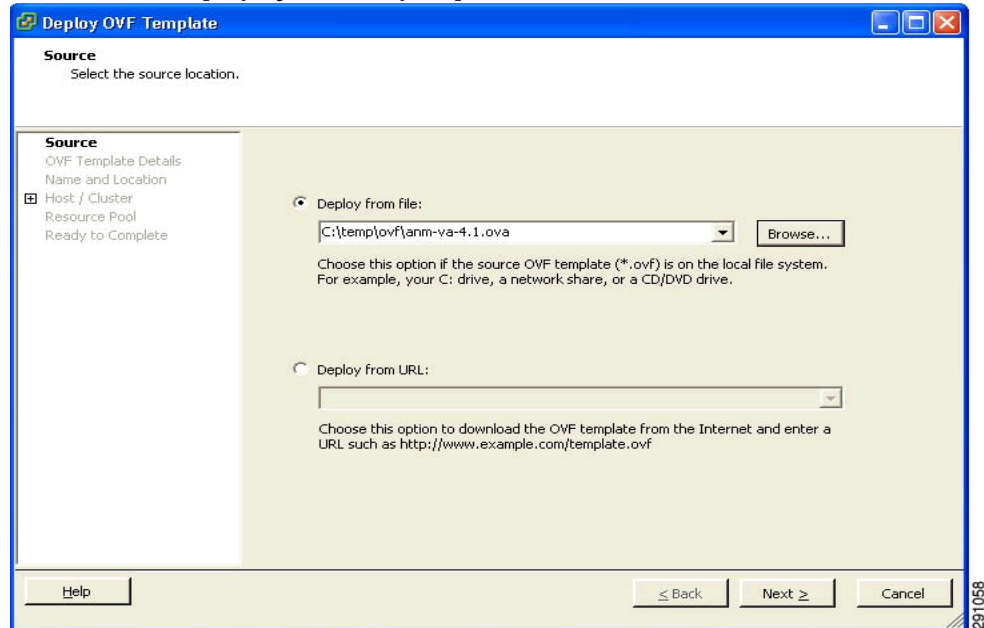 Deploy OVF Template
Source
Select the source location.
Source
OVF Template Details
Name and Location
Host / Cluster
Resource Pool
Ready to Complete
Deploy from file:
C:\temp\ovf\anm-va-4.1.ova
Browse...
Choose this option if the source OVF template (*.ovf) is on the local file system.
For example, your C: drive, a network share, or a CD/DVD drive.
Deploy from URL:
Choose this option to download the OVF template from the Internet and enter a
URL such as http://www.example.com/template.ovf
Help
≤ Back
Next ≥
Cancel
291058